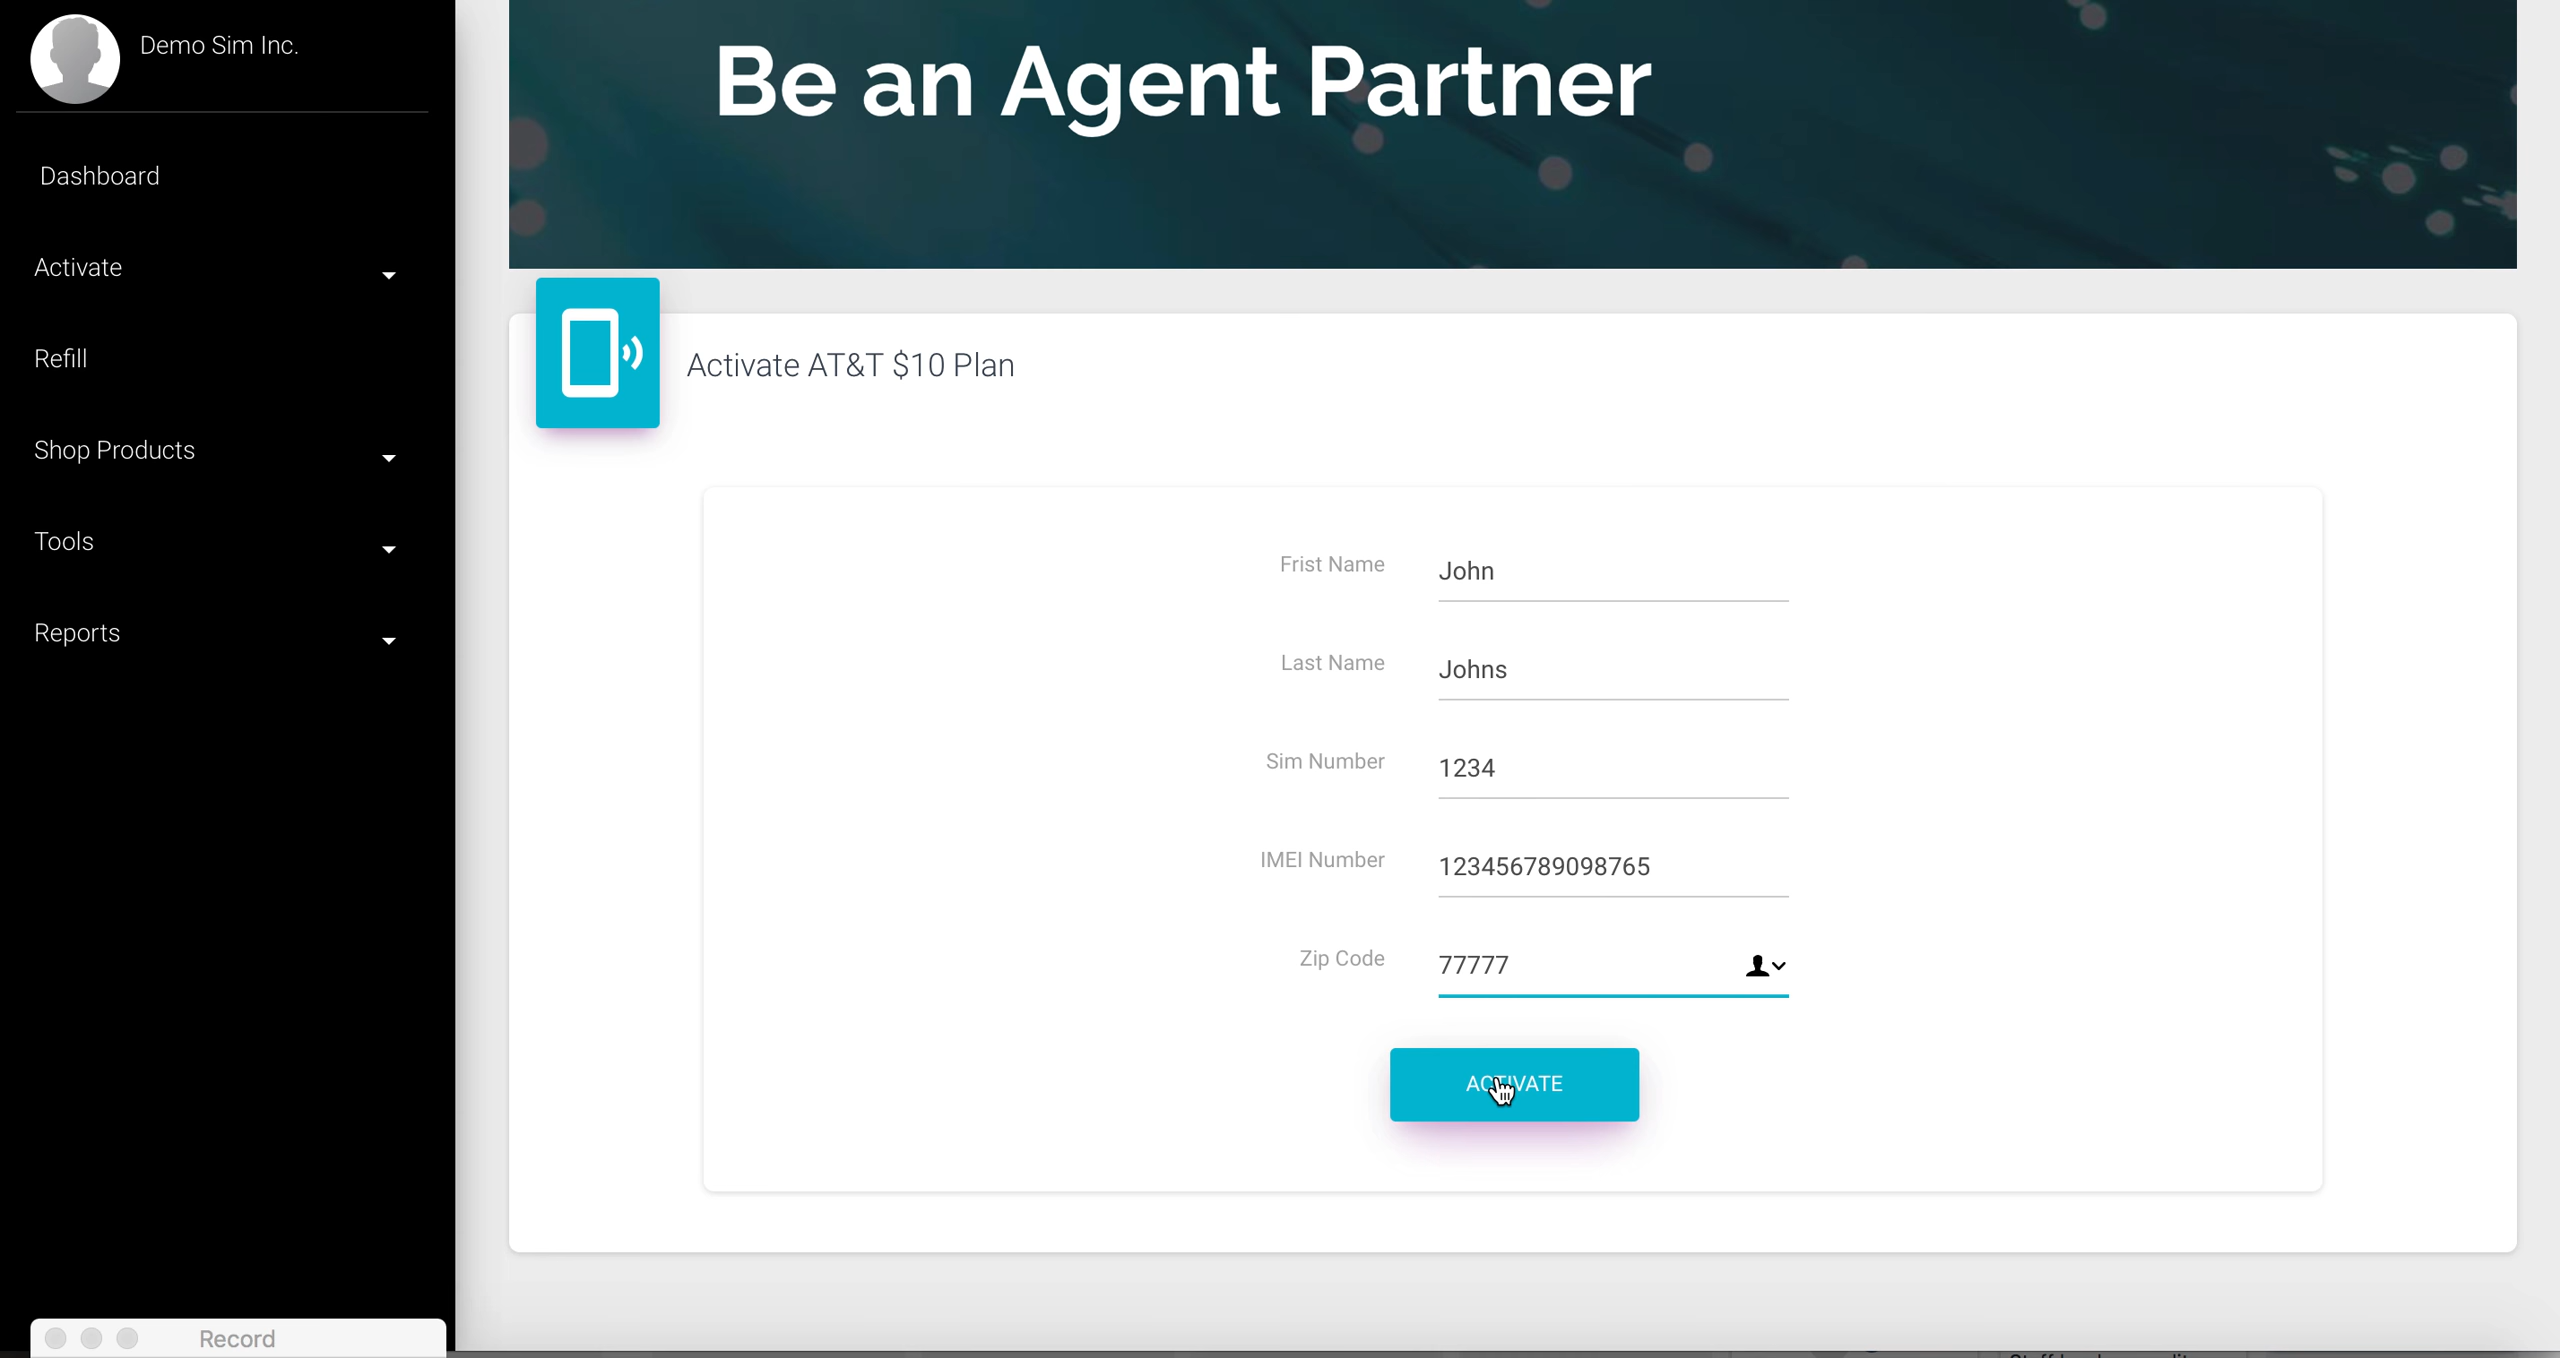 Demo Sim Inc.
Dashboard
Activate
Refill
Shop Products
Tools
Reports
Record
Be an Agent Partner
Activate AT&T $10 Plan
Frist Name John
Last Name Johns
Sim Number 1234
IMEI Number 123456789098765
Zip Code 77777
ACTIVATE